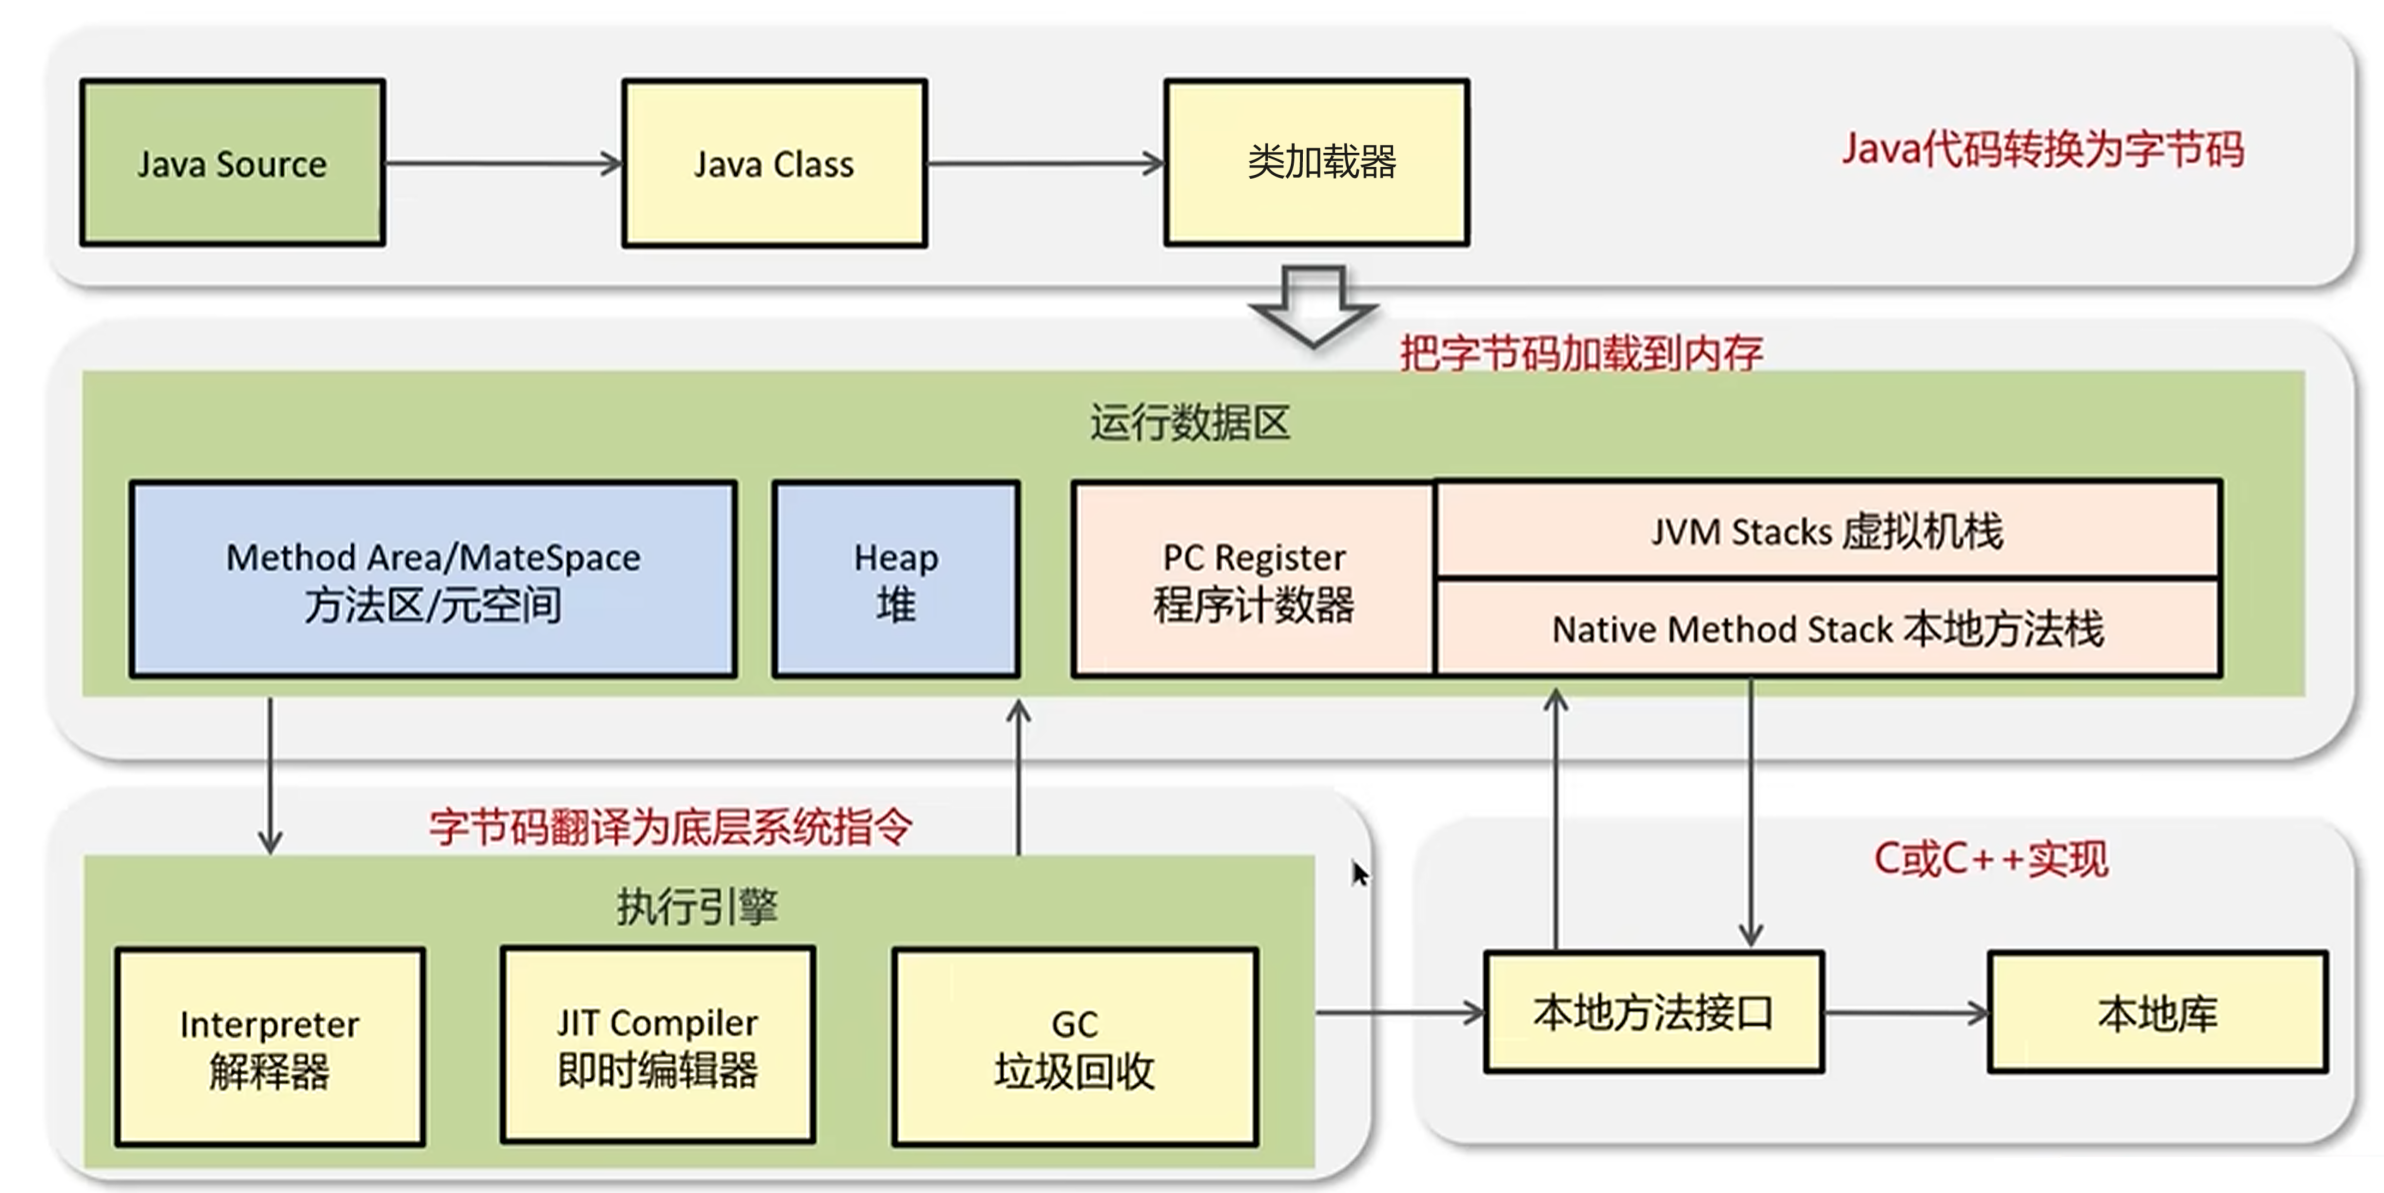 Java Source
Java Class
类加载器
Java代码转换为字节码
把字节码加载到内存
运行数据区
Method Area/MateSpace
方法区/元空间
Heap
堆
PC Register
程序计数器
JVM Stacks 虚拟机栈
Native Method Stack 本地方法栈
字节码翻译为底层系统指令
执行引擎
Interpreter
解释器
JIT Compiler
即时编辑器
GC
垃圾回收
C或C++实现
本地方法接口
本地库